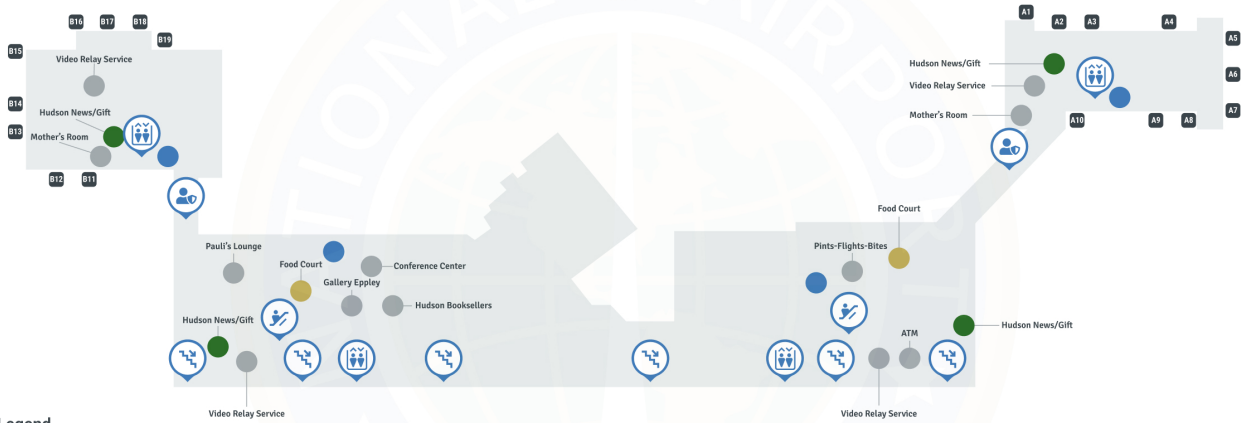 B16 B17 B18 B19
B15
Video Relay Service
B14
Hudson News/Gift
B13
Mother's Room
B12 B11
A1 A2 A3 A4
A5
Hudson News/Gift
A6
Video Relay Service
A7
Mother's Room
A10 A9 A8
Pauli's Lounge
Food Court
Conference Center
Gallery Eppley
Hudson Booksellers
Hudson News/Gift
Video Relay Service
Food Court
Pints-Flights-Bites
Hudson News/Gift
ATM
Video Relay Service
Legend